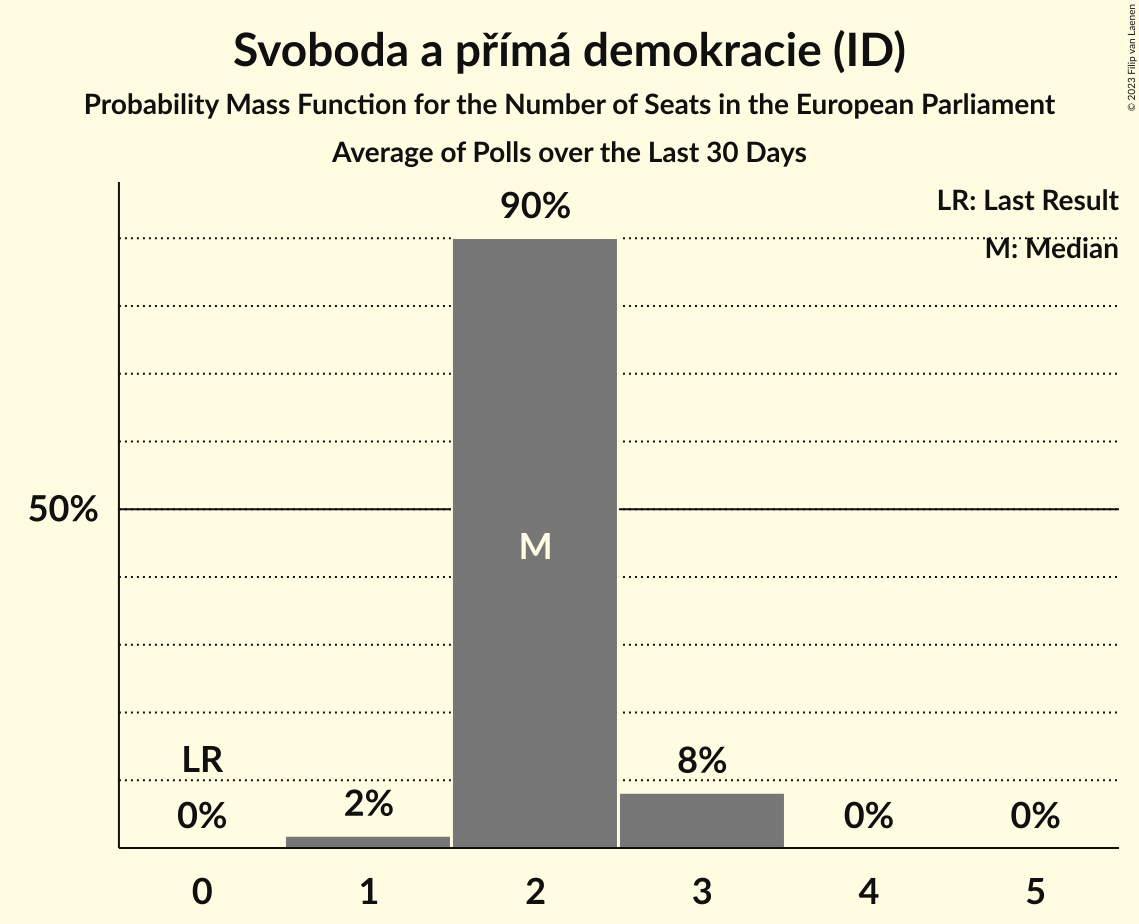 Svoboda a přímá demokracie (ID)
Probability Mass Function for the Number of Seats in the European Parliament
Average of Polls over the Last 30 Days
© 2023 Filip van Laenen
LR: Last Result
M: Median
90%
50%
M
LR
0%
2%
8%
0%
0%
0 1 2 3 4 5